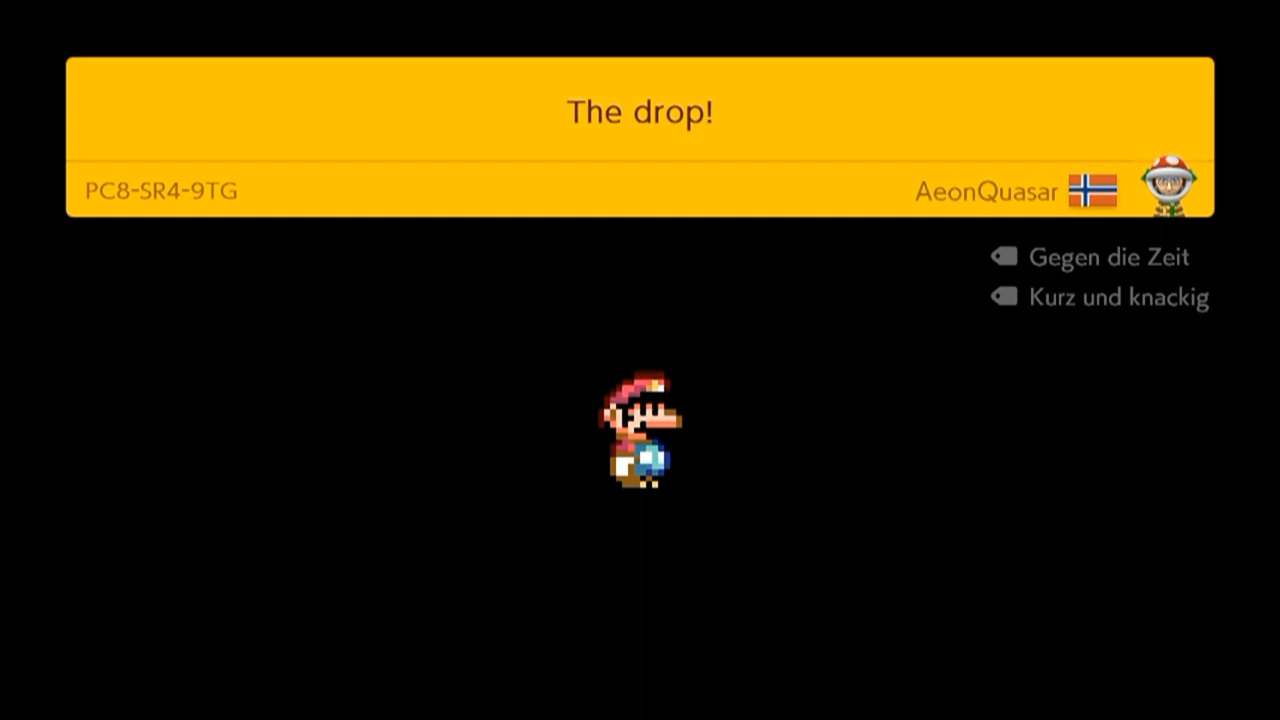 The drop!
PC8-SR4-9TG
AeonQuasar
Gegen die Zeit
Kurz und knackig